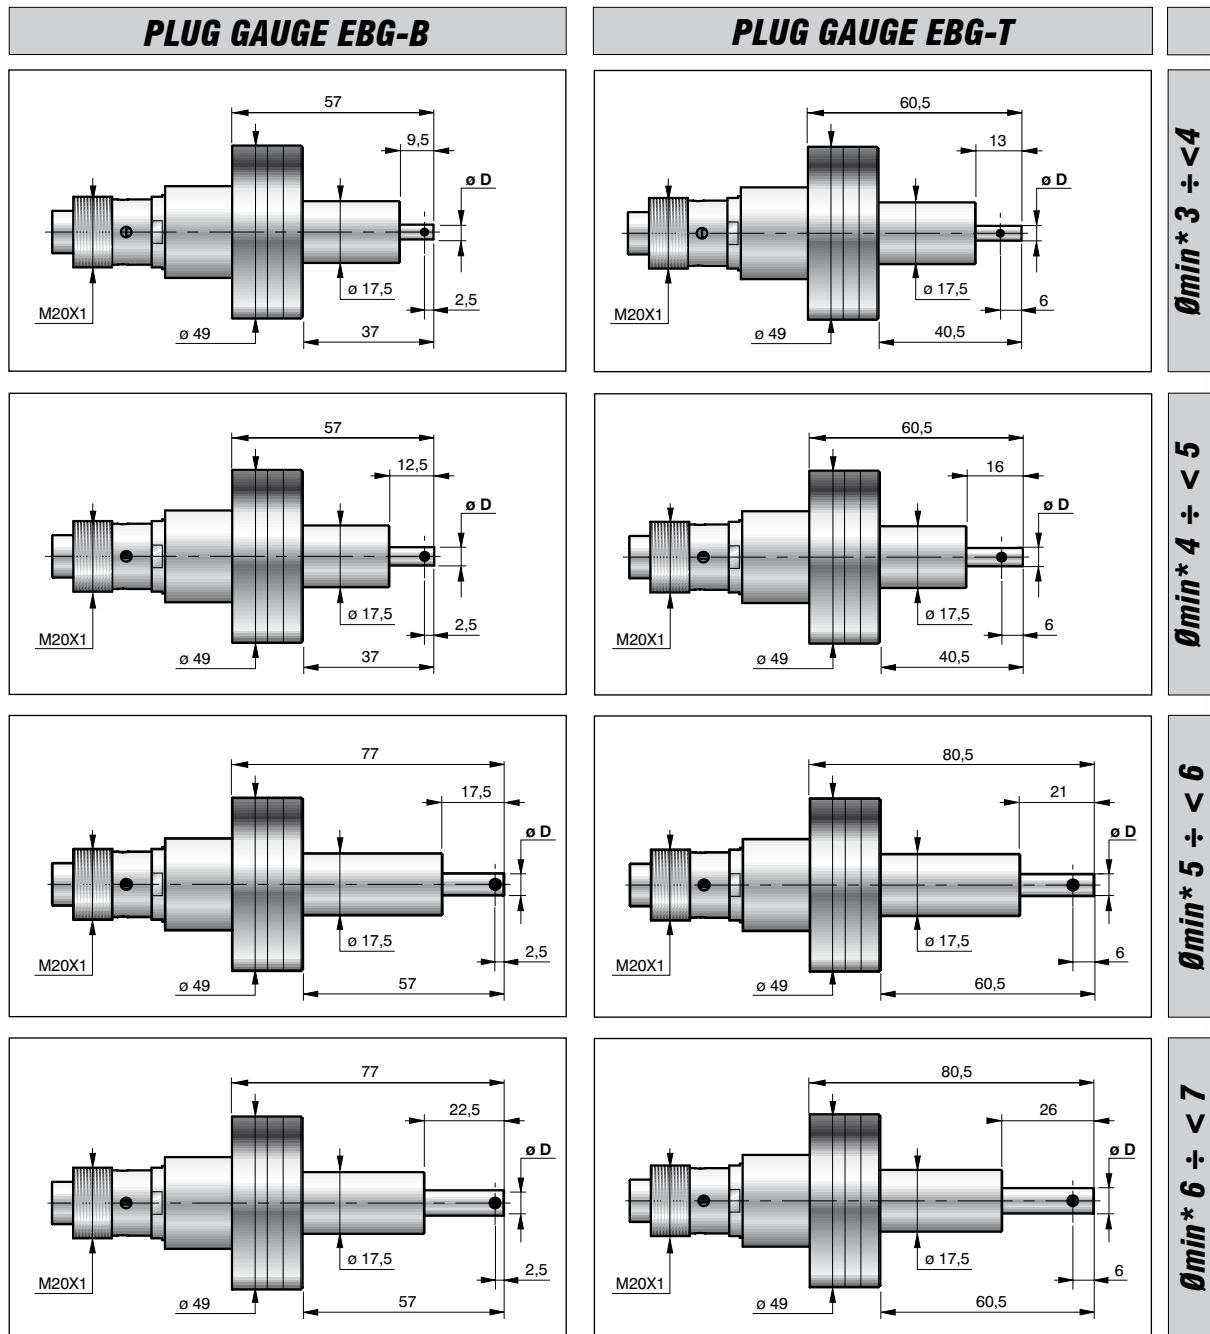 PLUG GAUGE EBG-B
PLUG GAUGE EBG-T
57
9,5
ø D
ø 17,5
2,5
M20X1
ø 49
37
60,5
13
ø D
ø 17,5
6
M20X1
ø 49
40,5
Ømin* 3 ÷ <4
57
12,5
ø D
ø 17,5
2,5
M20X1
ø 49
37
60,5
16
ø D
ø 17,5
6
M20X1
ø 49
40,5
Ømin* 4 ÷ < 5
77
17,5
ø D
ø 17,5
2,5
M20X1
ø 49
57
80,5
21
ø D
ø 17,5
6
M20X1
ø 49
60,5
Ømin* 5 ÷ < 6
77
22,5
ø D
ø 17,5
2,5
M20X1
ø 49
57
80,5
26
ø D
ø 17,5
6
M20X1
ø 49
60,5
Ømin* 6 ÷ < 7